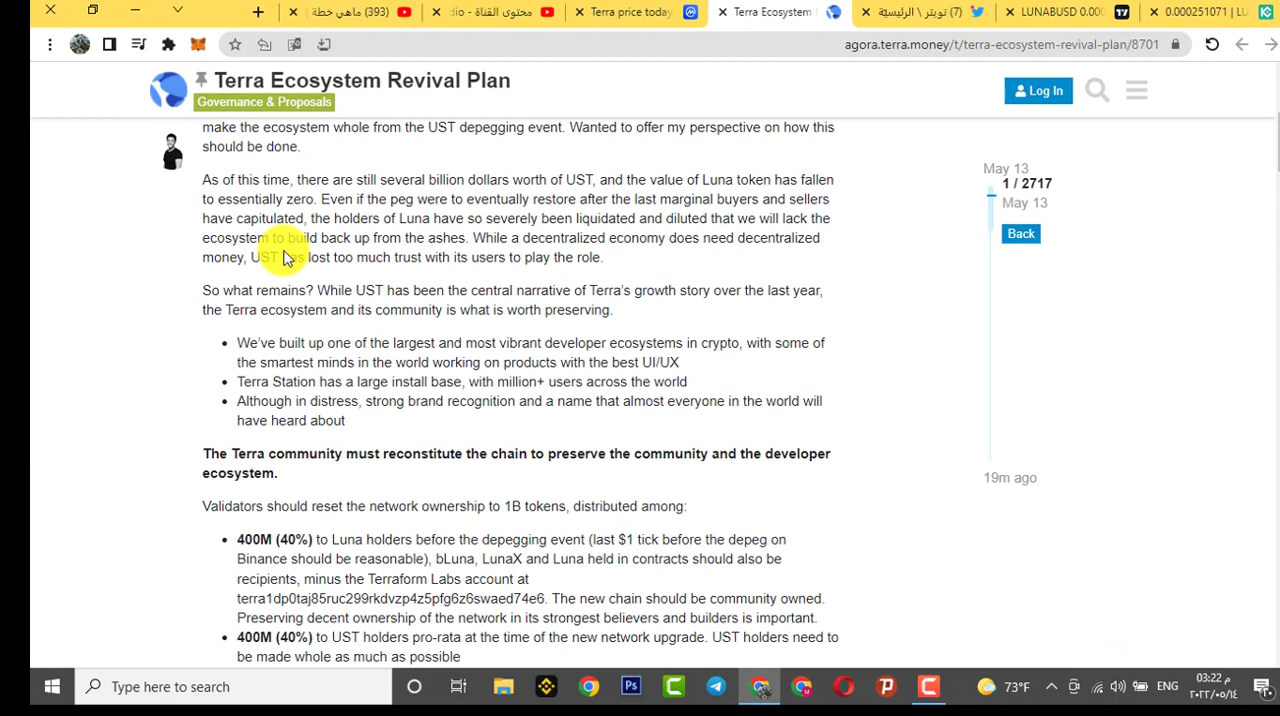 (393) ماهي خطة
محتوى القناة - dio
Terra price today
Terra Ecosystem
(7) تويتر \ الرئيسيّة
LUNABUSD 0.000
0.000251071 | LU
agora.terra.money/t/terra-ecosystem-revival-plan/8701
Terra Ecosystem Revival Plan
Governance & Proposals
Log In
make the ecosystem whole from the UST depegging event. Wanted to offer my perspective on how this
should be done.
As of this time, there are still several billion dollars worth of UST, and the value of Luna token has fallen
to essentially zero. Even if the peg were to eventually restore after the last marginal buyers and sellers
have capitulated, the holders of Luna have so severely been liquidated and diluted that we will lack the
ecosystem to build back up from the ashes. While a decentralized economy does need decentralized
money, UST has lost too much trust with its users to play the role.
So what remains? While UST has been the central narrative of Terra's growth story over the last year,
the Terra ecosystem and its community is what is worth preserving.
We've built up one of the largest and most vibrant developer ecosystems in crypto, with some of
the smartest minds in the world working on products with the best UI/UX
Terra Station has a large install base, with million+ users across the world
Although in distress, strong brand recognition and a name that almost everyone in the world will
have heard about
The Terra community must reconstitute the chain to preserve the community and the developer
ecosystem.
Validators should reset the network ownership to 1B tokens, distributed among:
400M (40%) to Luna holders before the depegging event (last $1 tick before the depeg on
Binance should be reasonable), bLuna, LunaX and Luna held in contracts should also be
recipients, minus the Terraform Labs account at
terra1dp0taj85ruc299rkdvzp4z5pfg6z6swaed74e6. The new chain should be community owned.
Preserving decent ownership of the network in its strongest believers and builders is important.
400M (40%) to UST holders pro-rata at the time of the new network upgrade. UST holders need to
be made whole as much as possible
May 13
1 / 2717
May 13
Back
19m ago
Type here to search
73°F
ENG
03:22 م
٢٠٢٢/٠٥/١٤